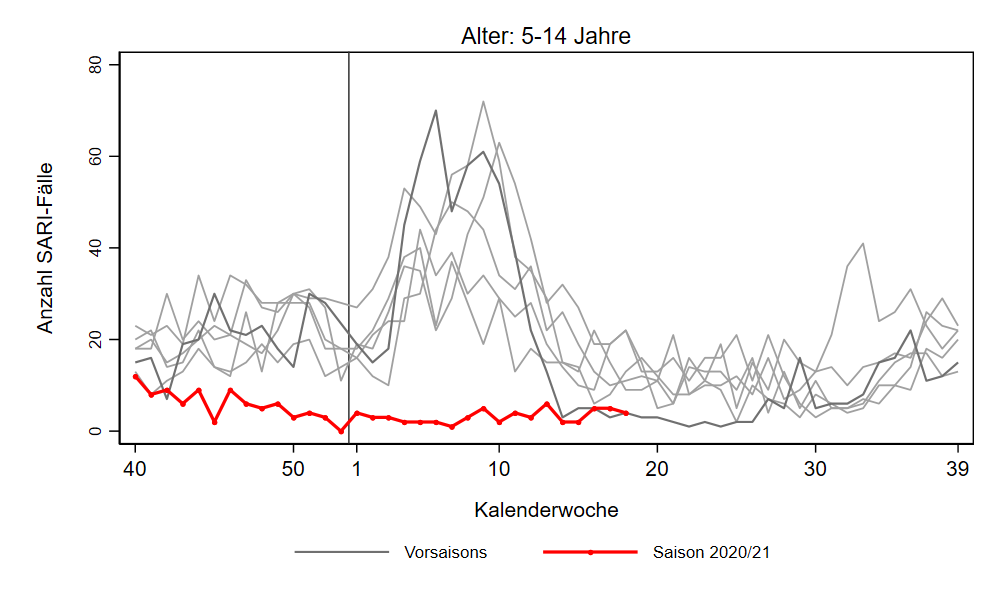 Alter: 5-14 Jahre
Anzahl SARI-Fälle
80
60
40
20
0
40 50 1 10 20 30 39
Kalenderwoche
Vorsaisons Saison 2020/21